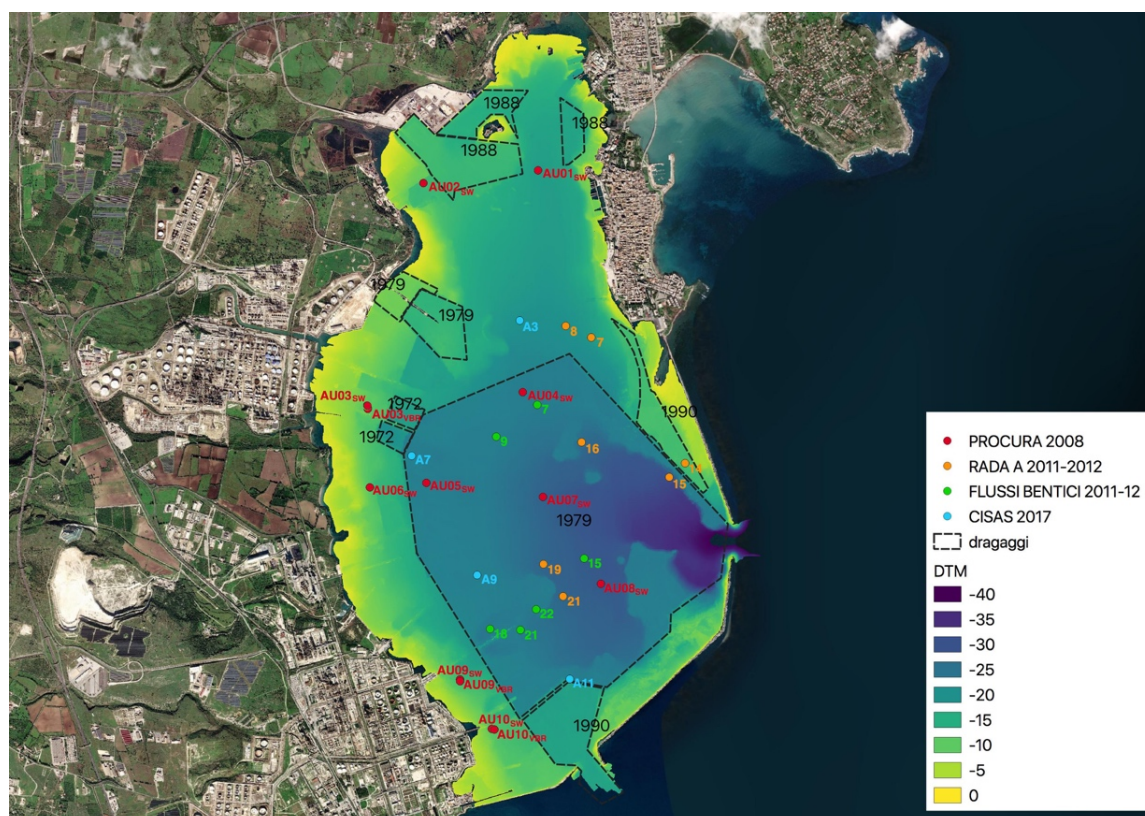 1988
1988
1988
AU01SW
AU02SW
1979
1979
A3
8
7
AU03SW
AU03VBR
1972
1972
AU04SW
7
1990
9
16
A7
14
15
AU05SW
AU06SW
AU07SW
1979
15
19
A9
AU08SW
21
22
18
21
AU09SW
AU09VBR
A11
AU10SW
AU10VBR
1990
PROCURA 2008
RADA A 2011-2012
FLUSSI BENTICI 2011-12
CISAS 2017
dragaggi
DTM
-40
-35
-30
-25
-20
-15
-10
-5
0